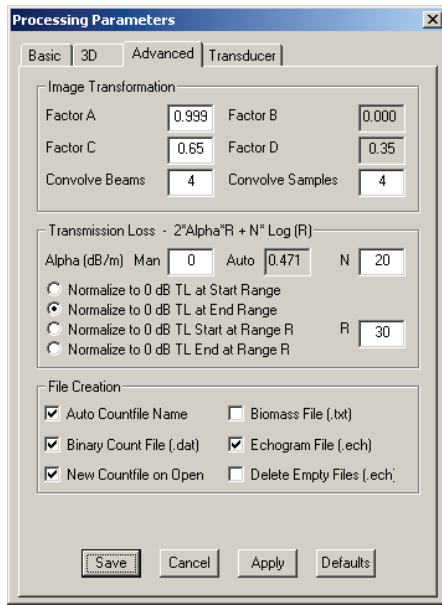 Processing Parameters
Basic 3D Advanced Transducer
Image Transformation
Factor A 0.999 Factor B 0.000
Factor C 0.65 Factor D 0.35
Convolve Beams 4 Convolve Samples 4
Transmission Loss - 2*Alpha*R + N* Log (R)
Alpha (dB/m) Man 0 Auto 0.471 N 20
Normalize to 0 dB TL at Start Range
Normalize to 0 dB TL at End Range
Normalize to 0 dB TL Start at Range R R 30
Normalize to 0 dB TL End at Range R
File Creation
Auto Countfile Name Biomass File (.txt)
Binary Count File (.dat) Echogram File (.ech)
New Countfile on Open Delete Empty Files (.ech)
Save Cancel Apply Defaults